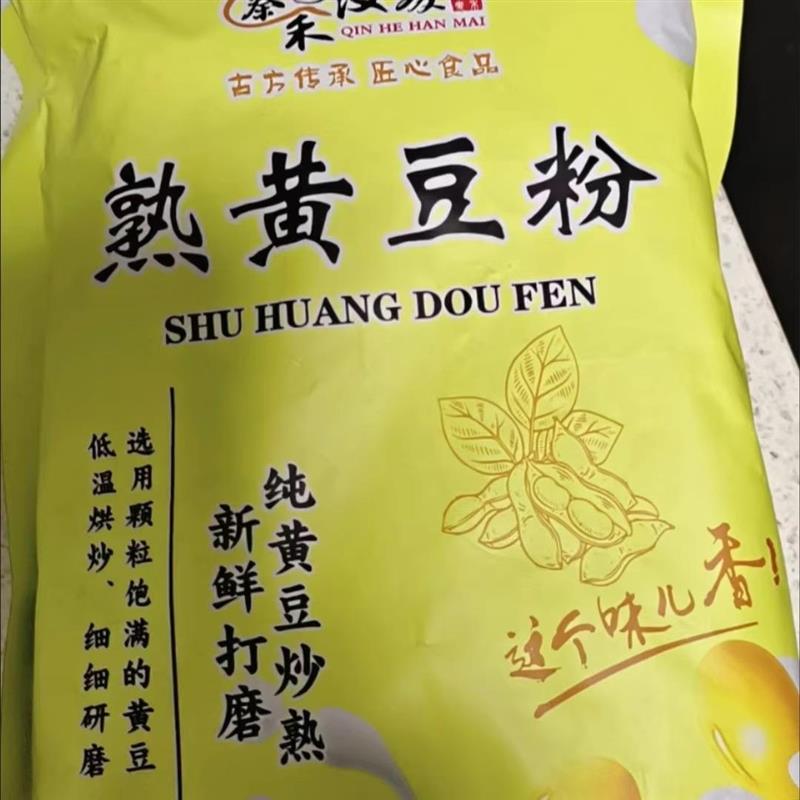 秦禾汉脉
QIN HE HAN MAI
古方传承 匠心食品
熟黄豆粉
SHU HUANG DOU FEN
选用颗粒饱满的黄豆
低温烘炒、细细研磨
纯黄豆炒熟
新鲜打磨
这个味儿香!